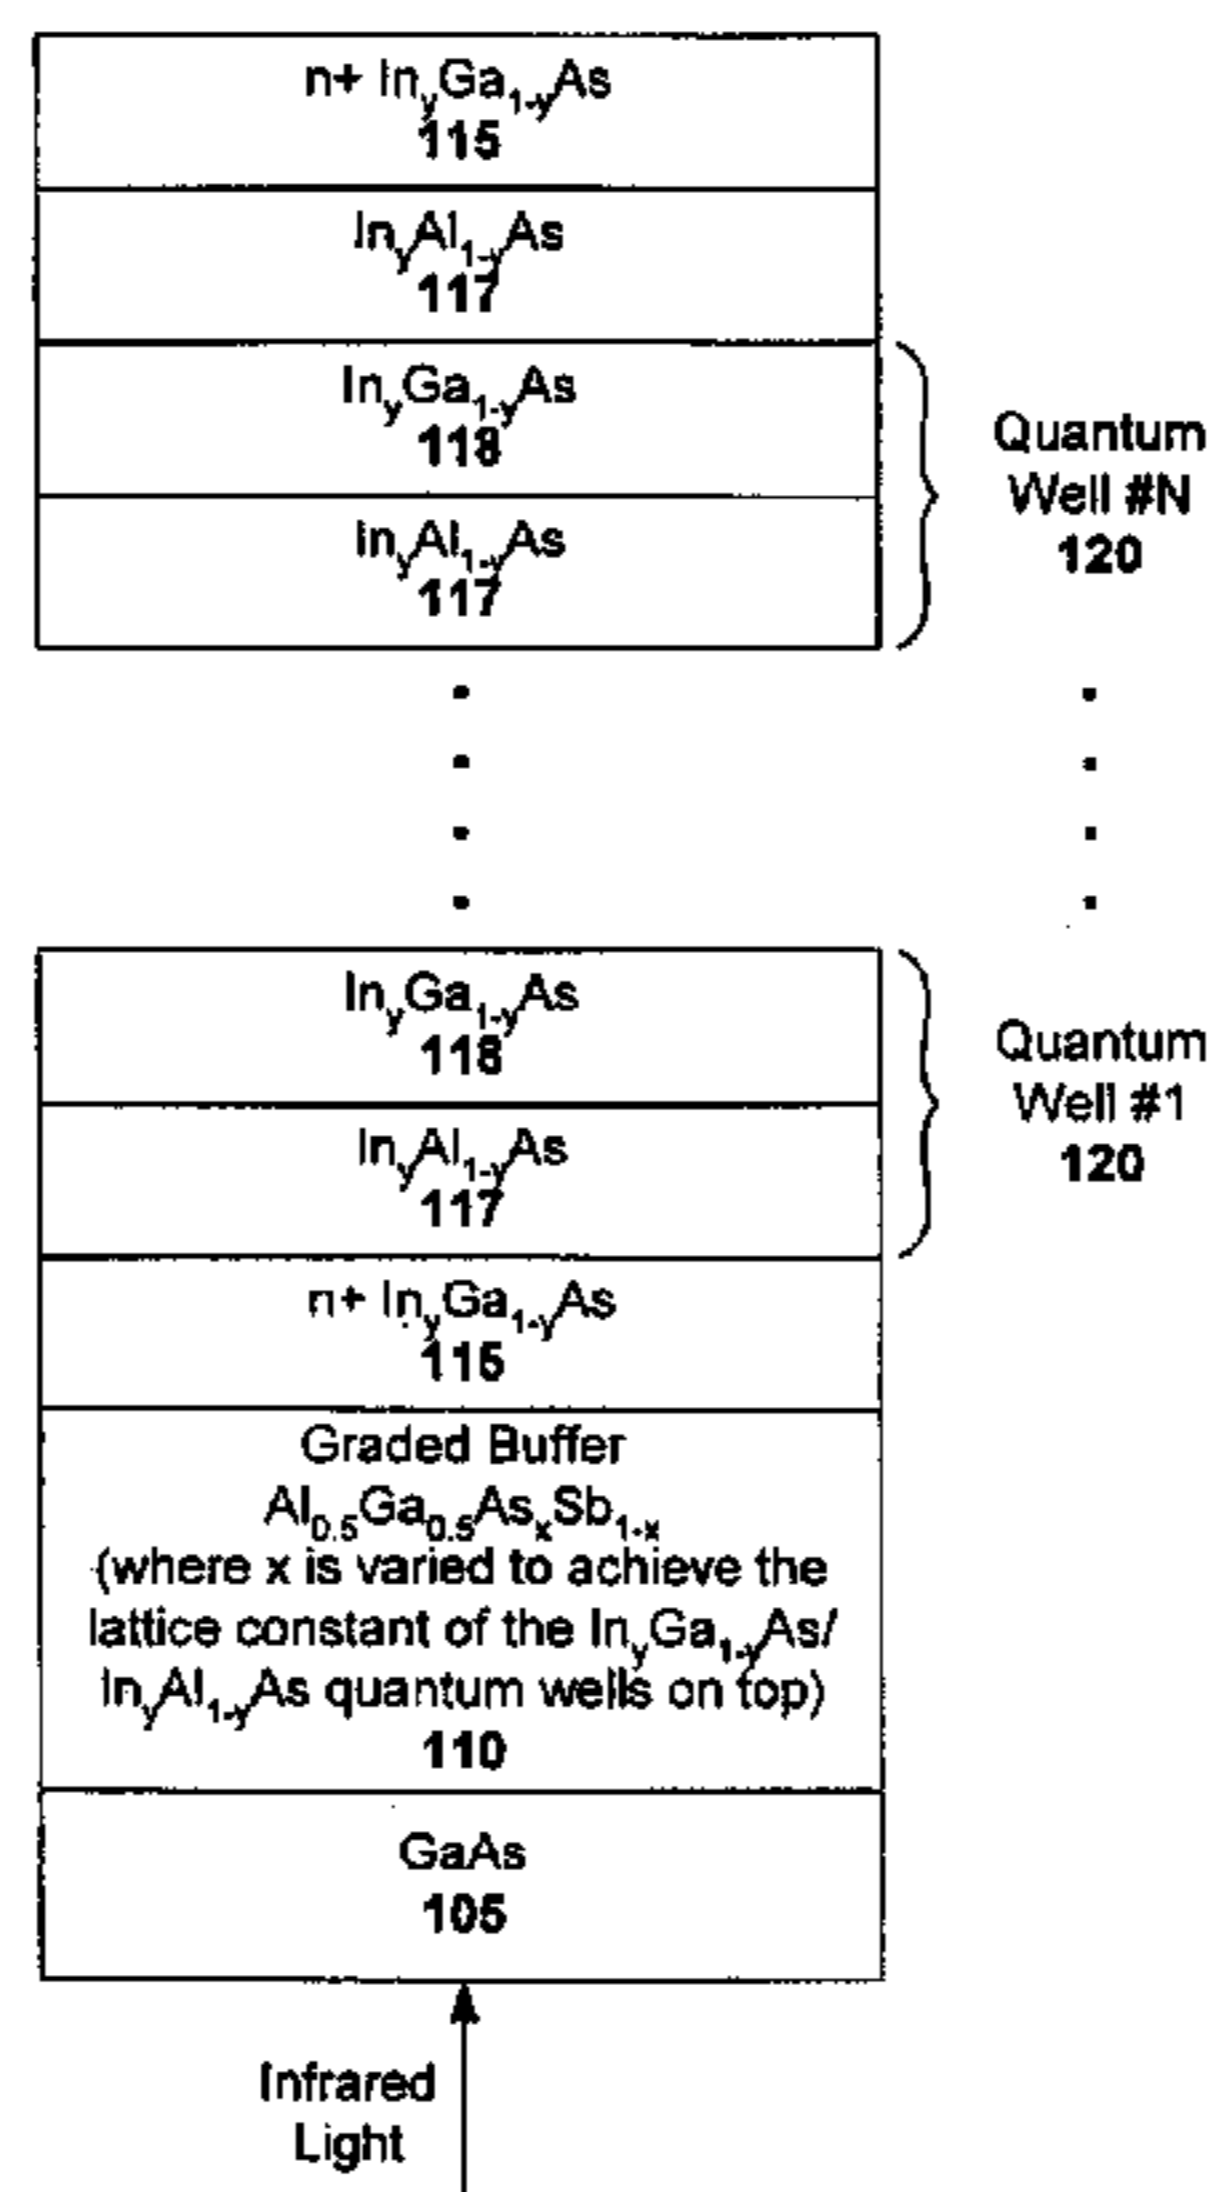 n+ InyGa1-yAs
115
InyAl1-yAs
117
InyGa1-yAs
118
InyAl1-yAs
117
Quantum
Well #N
120
InyGa1-yAs
118
InyAl1-yAs
117
Quantum
Well #1
120
n+ InyGa1-yAs
115
Graded Buffer
Al0.5Ga0.5AsxSb1-x
(where x is varied to achieve the
lattice constant of the InyGa1-yAs/
InyAl1-yAs quantum wells on top)
110
GaAs
105
Infrared
Light